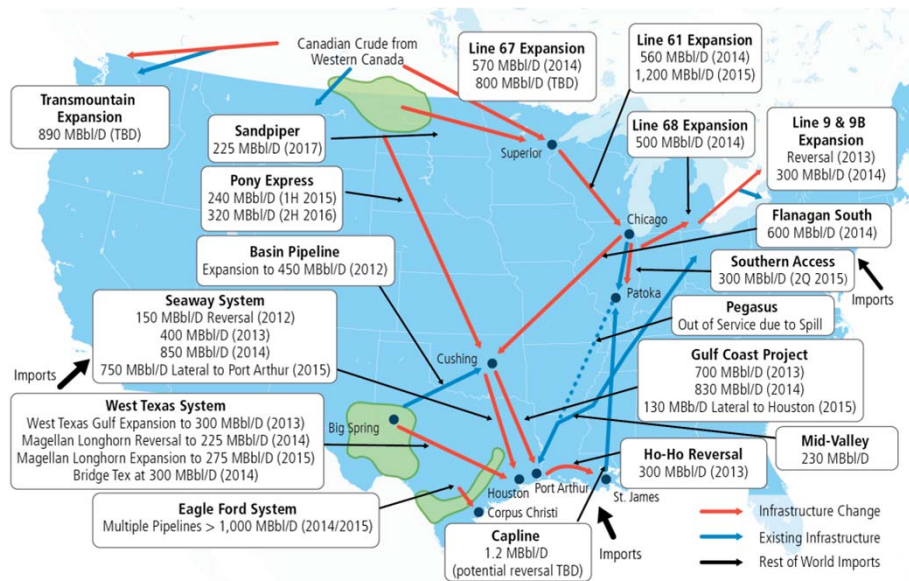 Canadian Crude from
Western Canada
Line 67 Expansion
570 MBbl/D (2014)
800 MBbl/D (TBD)
Line 61 Expansion
560 MBbl/D (2014)
1,200 MBbl/D (2015)
Transmountain
Expansion
890 MBbl/D (TBD)
Sandpiper
225 MBbl/D (2017)
Superior
Line 68 Expansion
500 MBbl/D (2014)
Line 9 & 9B
Expansion
Reversal (2013)
300 MBbl/D (2014)
Pony Express
240 MBbl/D (1H 2015)
320 MBbl/D (2H 2016)
Chicago
Flanagan South
600 MBbl/D (2014)
Basin Pipeline
Expansion to 450 MBbl/D (2012)
Southern Access
300 MBbl/D (2Q 2015)
Imports
Patoka
Seaway System
150 MBbl/D Reversal (2012)
400 MBbl/D (2013)
850 MBbl/D (2014)
750 MBbl/D Lateral to Port Arthur (2015)
Imports
Pegasus
Out of Service due to Spill
Cushing
Gulf Coast Project
700 MBbl/D (2013)
830 MBbl/D (2014)
130 MBb/D Lateral to Houston (2015)
West Texas System
West Texas Gulf Expansion to 300 MBbl/D (2013)
Magellan Longhorn Reversal to 225 MBbl/D (2014)
Magellan Longhorn Expansion to 275 MBbl/D (2015)
Bridge Tex at 300 MBbl/D (2014)
Big Spring
Mid-Valley
230 MBbl/D
Ho-Ho Reversal
300 MBbl/D (2013)
Houston
Port Arthur
St. James
Eagle Ford System
Multiple Pipelines > 1,000 MBbl/D (2014/2015)
Corpus Christi
Capline
1.2 MBbl/D
(potential reversal TBD)
Imports
Infrastructure Change
Existing Infrastructure
Rest of World Imports